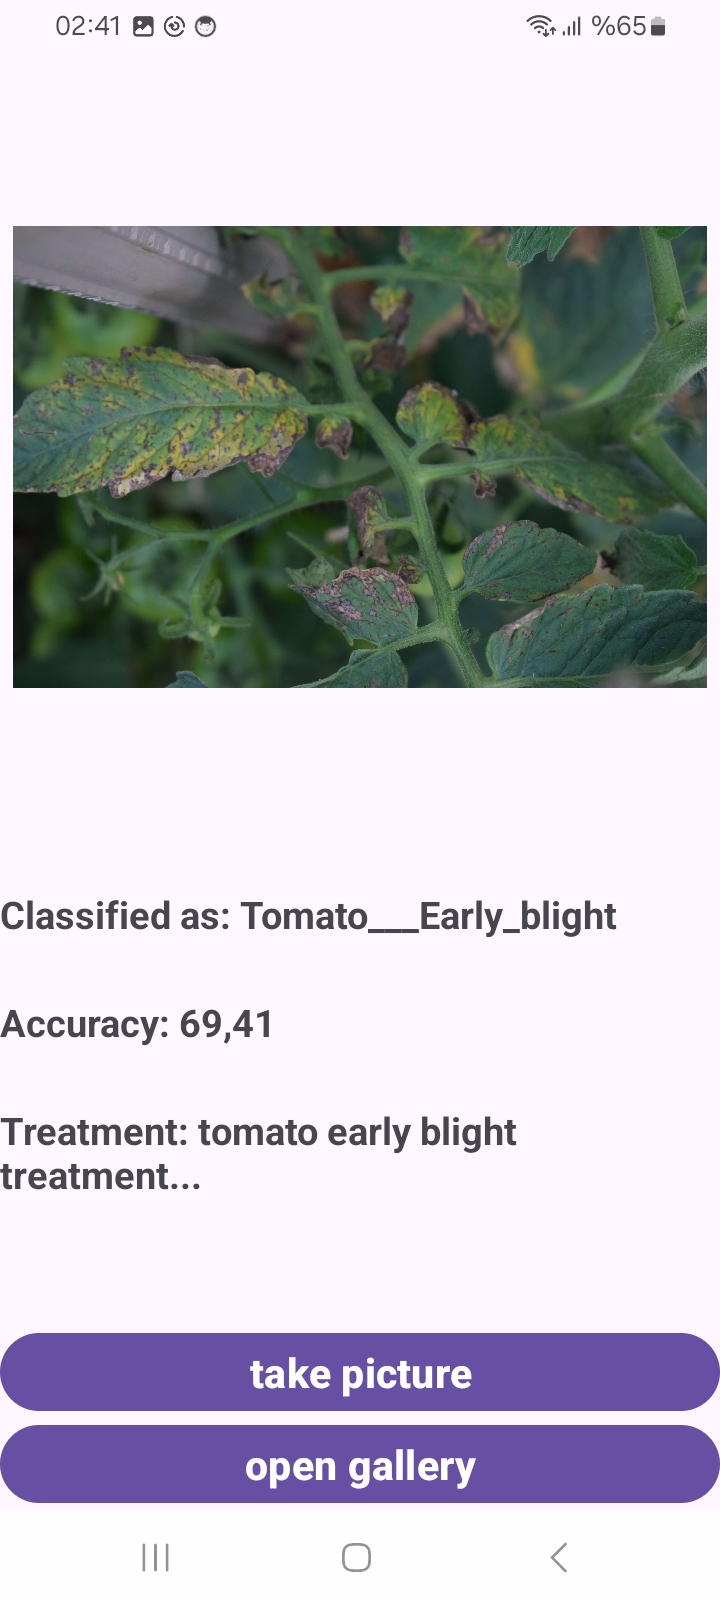 02:41 %65
Classified as: Tomato___Early_blight
Accuracy: 69,41
Treatment: tomato early blight
treatment...
take picture
open gallery